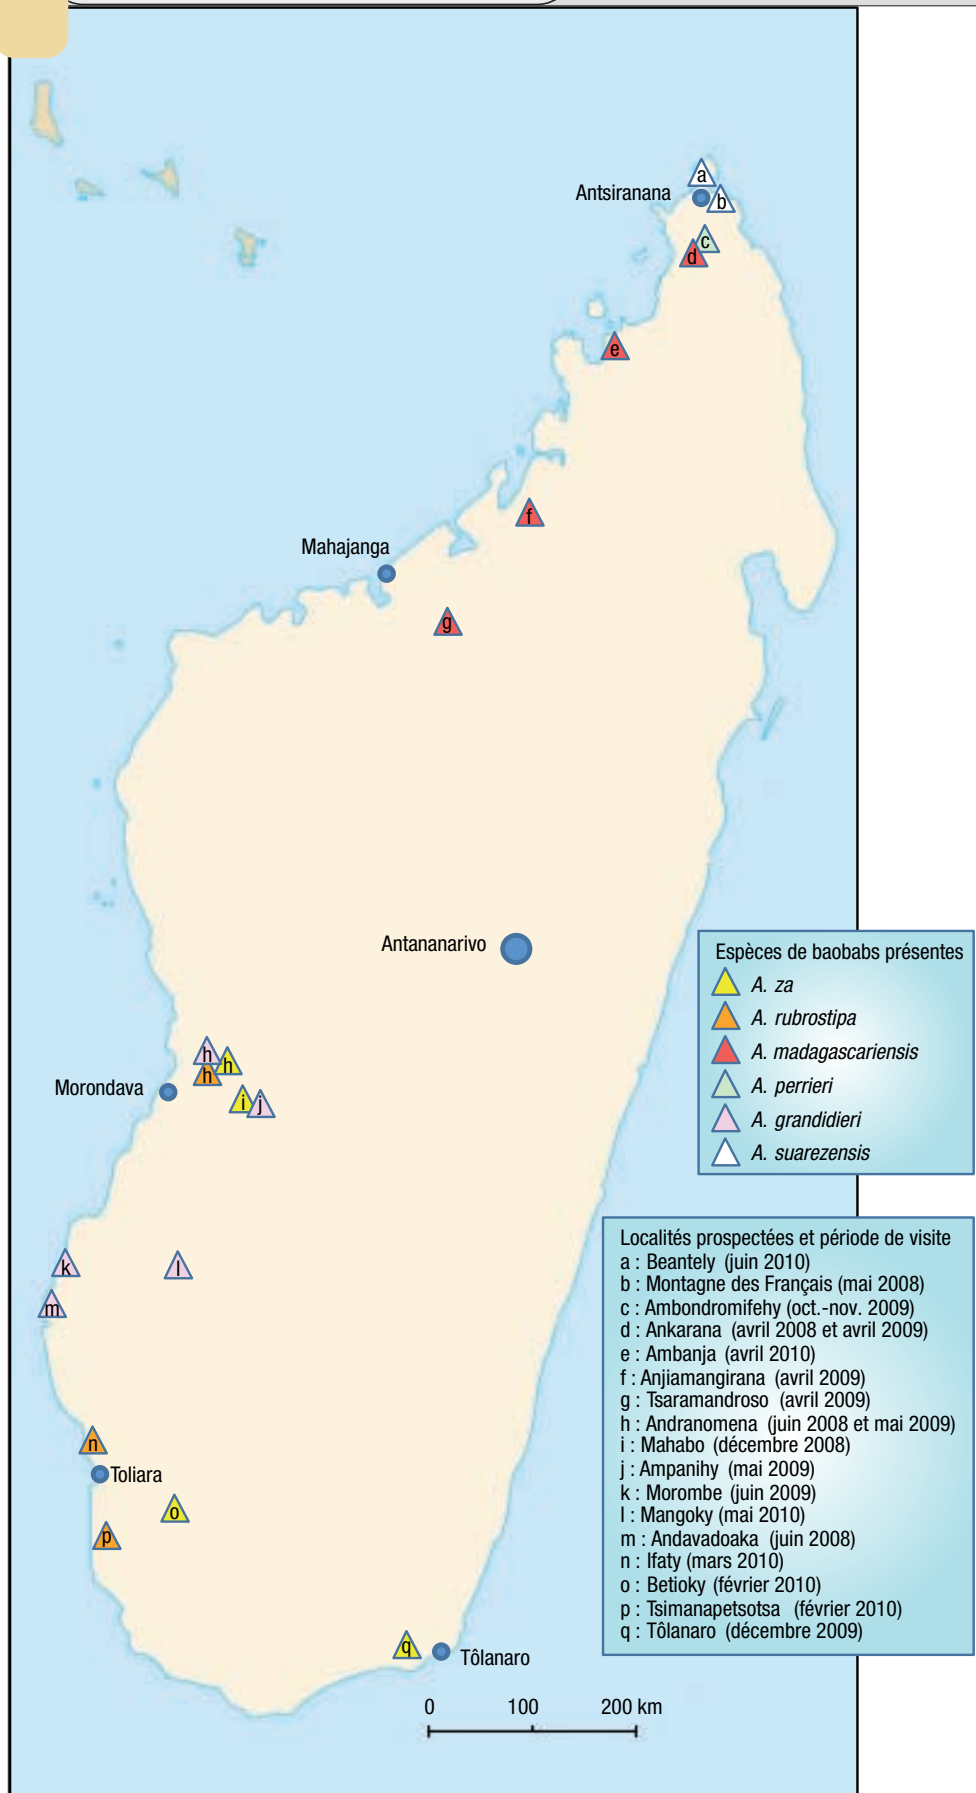 a
Antsiranana
b
c
d
e
f
Mahajanga
g
Antananarivo
Espèces de baobabs présentes
A. za
A. rubrostipa
A. madagascariensis
A. perrieri
A. grandidieri
A. suarezensis
h
h
h
Morondava
i
j
k
l
m
Localités prospectées et période de visite
a : Beantely (juin 2010)
b : Montagne des Français (mai 2008)
c : Ambondromifehy (oct.-nov. 2009)
d : Ankarana (avril 2008 et avril 2009)
e : Ambanja (avril 2010)
f : Anjiamangirana (avril 2009)
g : Tsaramandroso (avril 2009)
h : Andranomena (juin 2008 et mai 2009)
i : Mahabo (décembre 2008)
j : Ampanihy (mai 2009)
k : Morombe (juin 2009)
l : Mangoky (mai 2010)
m : Andavadoaka (juin 2008)
n : Ifaty (mars 2010)
o : Betioky (février 2010)
p : Tsimanapetsotsa (février 2010)
q : Tôlanaro (décembre 2009)
n
Toliara
o
p
q
Tôlanaro
0 100 200 km